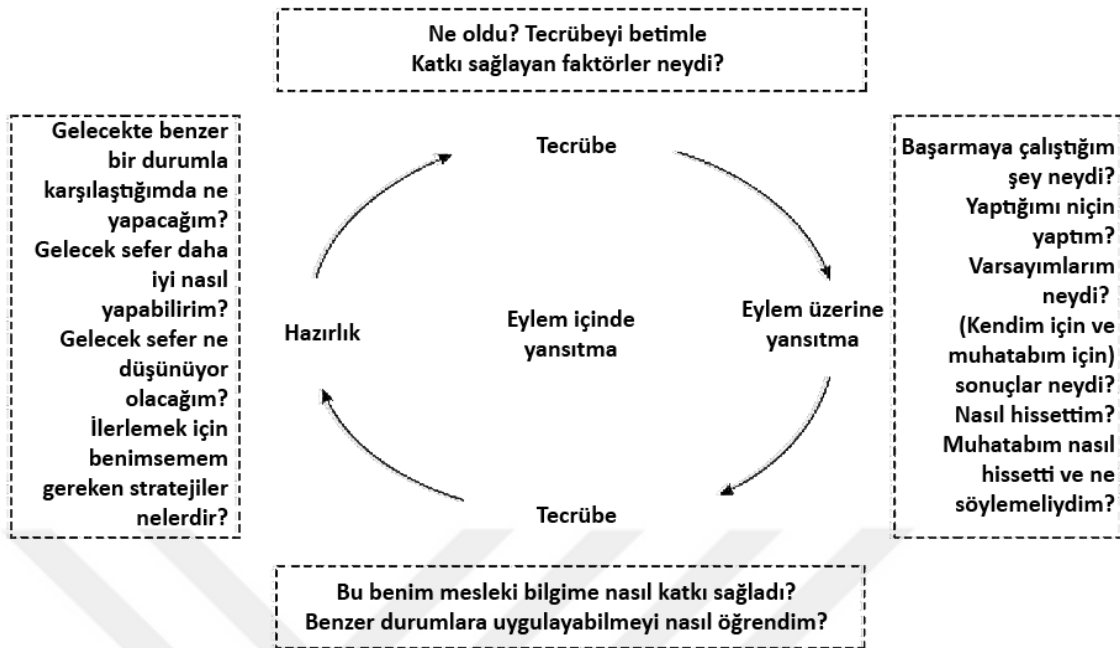 Ne oldu? Tecrübeyi betimle
Katkı sağlayan faktörler neydi?
Gelecekte benzer
bir durumla
karşılaştığımda ne
yapacağım?
Gelecek sefer daha
iyi nasıl
yapabilirim?
Gelecek sefer ne
düşünüyor
olacağım?
İlerlemek için
benimsemem
gereken stratejiler
nelerdir?
Tecrübe
Hazırlık
Eylem içinde
yansıtma
Eylem üzerine
yansıtma
Tecrübe
Başarmaya çalıştığım
şey neydi?
Yaptığımı niçin
yaptım?
Varsayımlarım
neydi?
(Kendim için ve
muhatabım için)
sonuçlar neydi?
Nasıl hissettim?
Muhatabım nasıl
hissetti ve ne
söylemeliydim?
Bu benim mesleki bilgime nasıl katkı sağladı?
Benzer durumlara uygulayabilmeyi nasıl öğrendim?